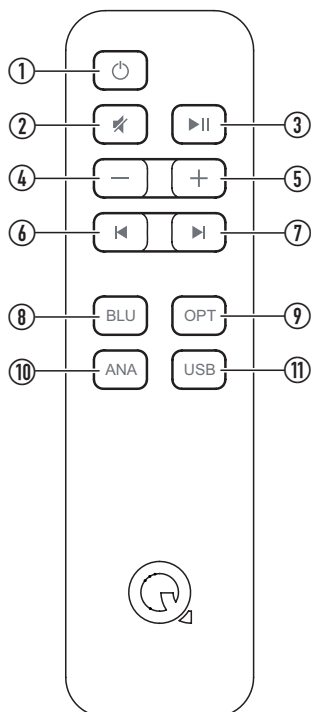 ①
② ③
④ ⑤
⑥ ⑦
⑧ BLU OPT ⑨
⑩ ANA USB ⑪